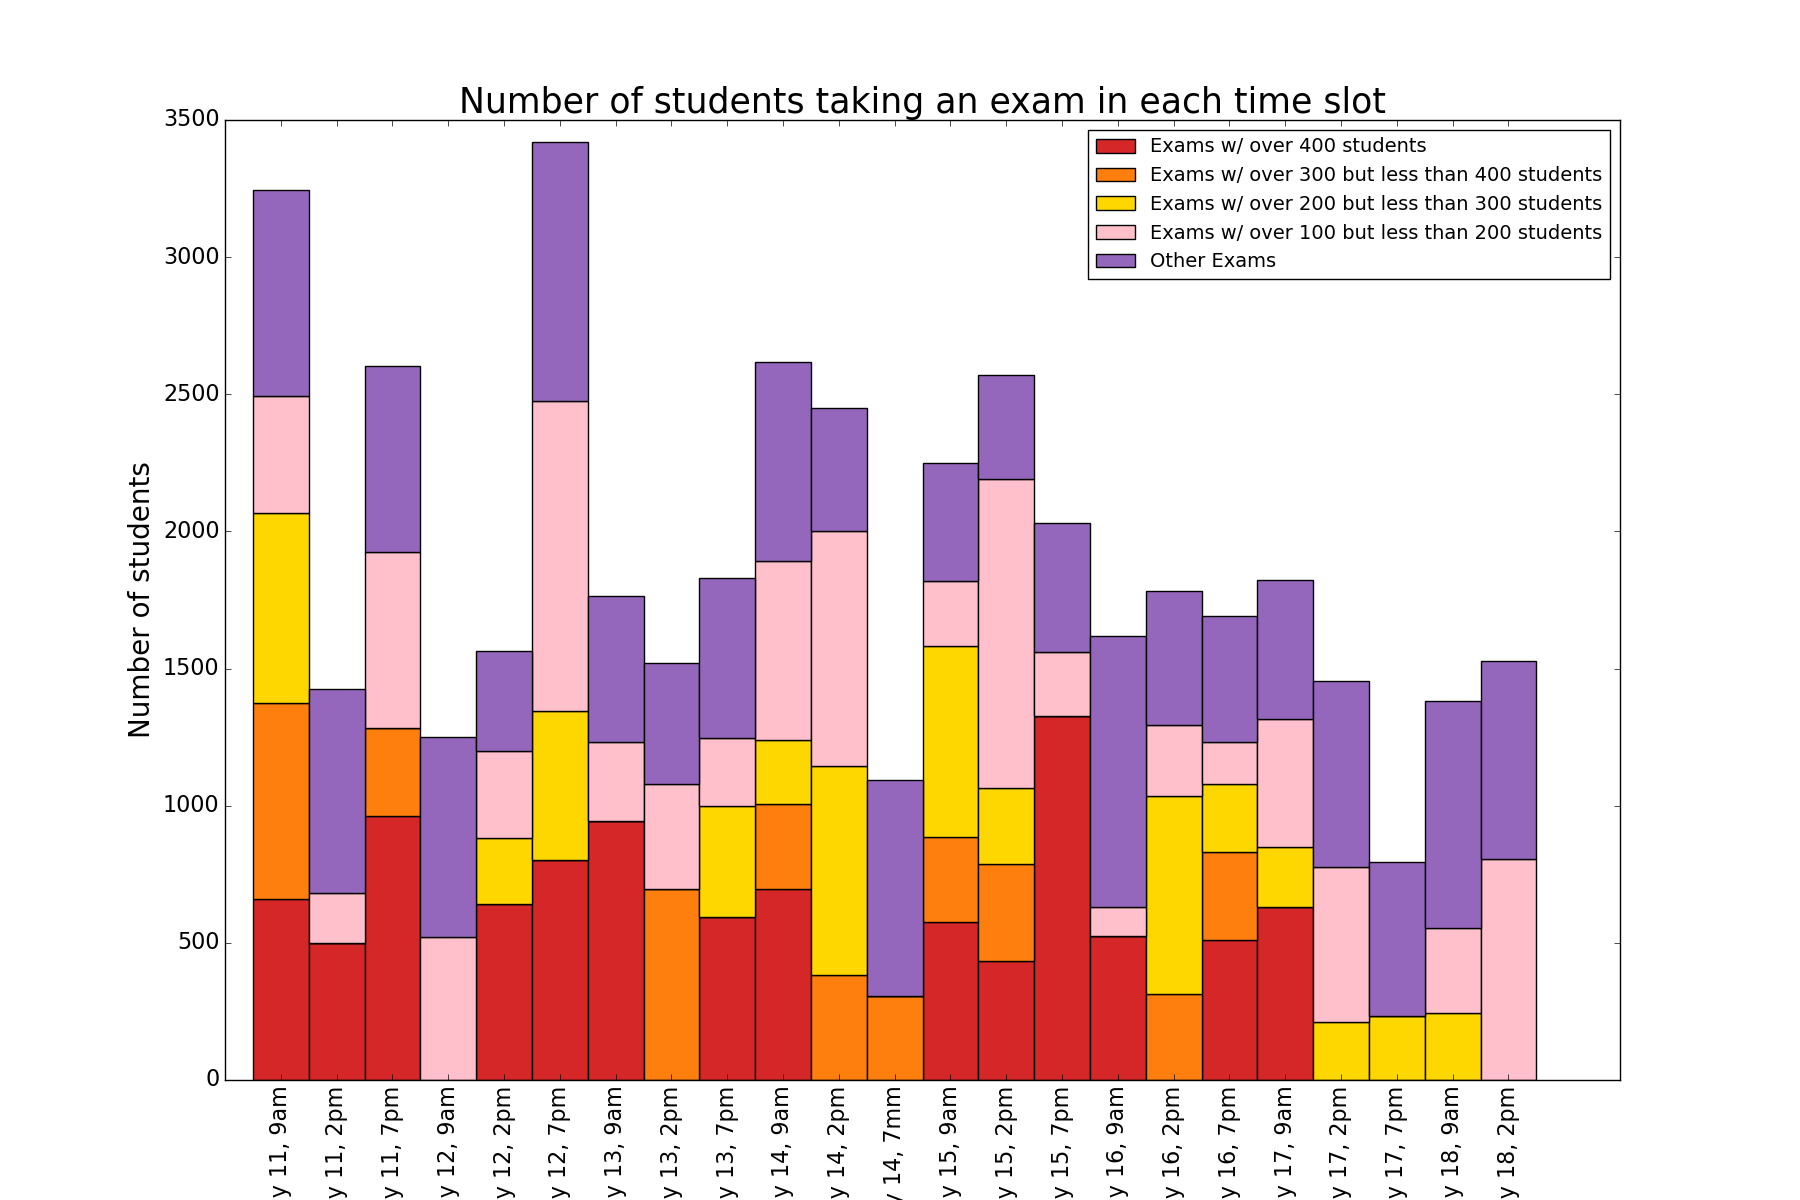 Number of students taking an exam in each time slot
Exams w/ over 400 students
Exams w/ over 300 but less than 400 students
Exams w/ over 200 but less than 300 students
Exams w/ over 100 but less than 200 students
Other Exams
Number of students
3500
3000
2500
2000
1500
1000
500
0
y 11, 9am
y 11, 2pm
y 11, 7pm
y 12, 9am
y 12, 2pm
y 12, 7pm
y 13, 9am
y 13, 2pm
y 13, 7pm
y 14, 9am
y 14, 2pm
y 14, 7mm
y 15, 9am
y 15, 2pm
y 15, 7pm
y 16, 9am
y 16, 2pm
y 16, 7pm
y 17, 9am
y 17, 2pm
y 17, 7pm
y 18, 9am
y 18, 2pm